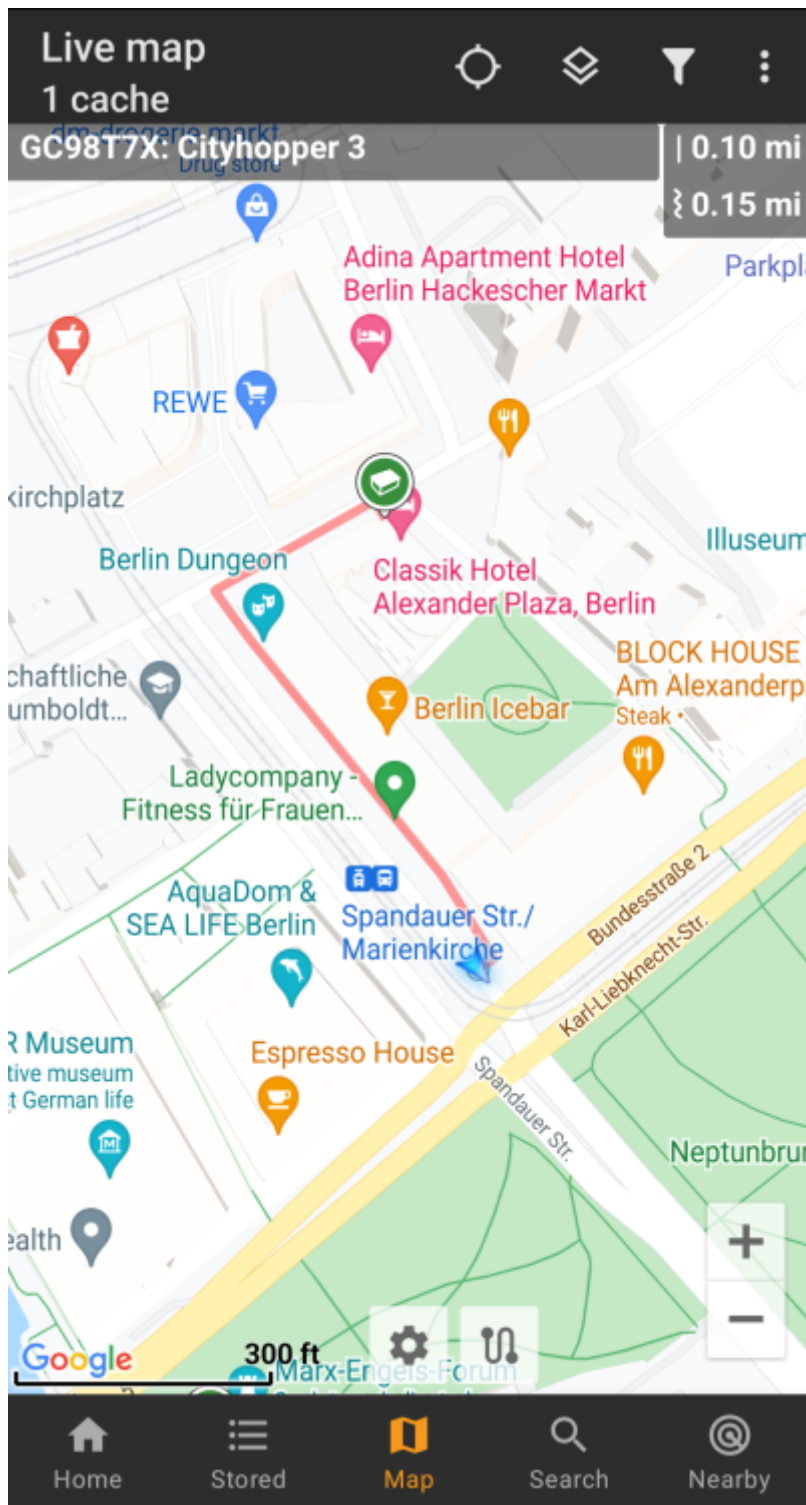 Live map
1 cache
dm-drogerie markt
Drug store
GC98T7X: Cityhopper 3
| 0.10 mi
0.15 mi
Adina Apartment Hotel
Berlin Hackescher Markt
Parkpla
REWE
kirchplatz
Berlin Dungeon
Classik Hotel
Alexander Plaza, Berlin
Illuseum
chaftliche
umboldt...
BLOCK HOUSE
Am Alexanderpl
Steak •
Berlin Icebar
Ladycompany -
Fitness für Frauen...
AquaDom &
SEA LIFE Berlin
Spandauer Str./
Marienkirche
Bundesstraße 2
Karl-Liebknecht-Str.
R Museum
tive museum
t German life
Espresso House
Spandauer Str.
Neptunbrun
ealth
+
−
Google
300 ft
Marx-Engels-Forum
Home
Stored
Map
Search
Nearby